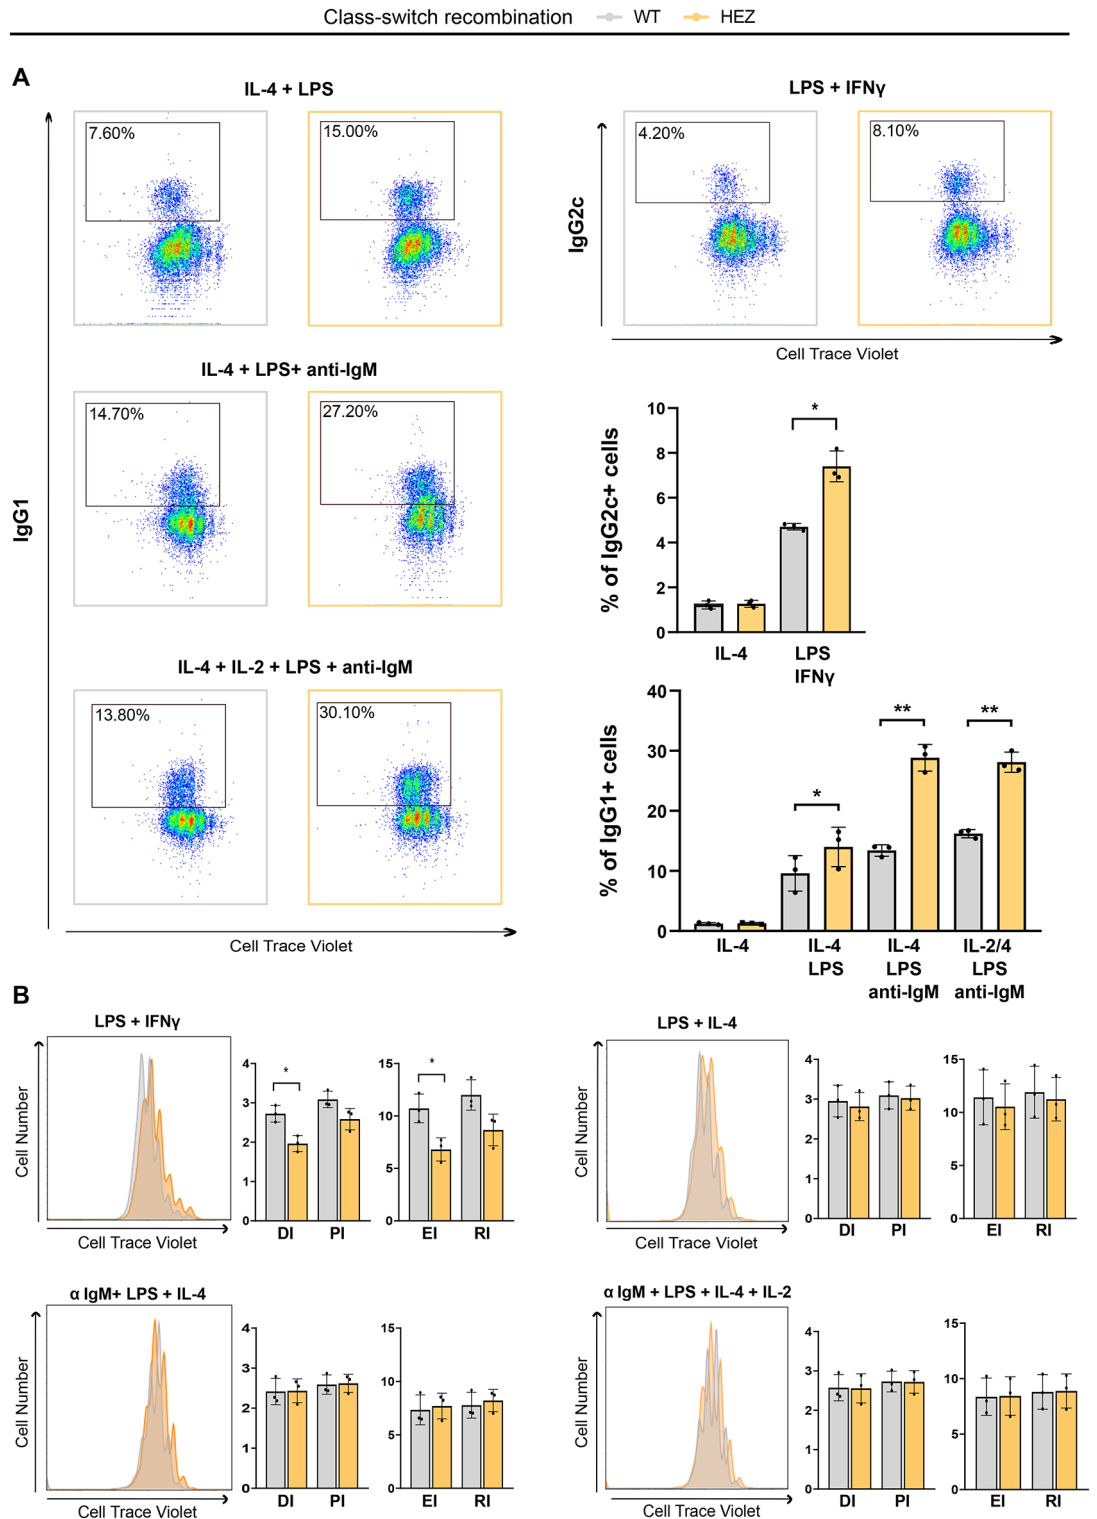 Class-switch recombination WT HEZ
A
IL-4 + LPS
LPS + IFNγ
7.60%
15.00%
4.20%
8.10%
IgG2c
Cell Trace Violet
IL-4 + LPS+ anti-IgM
14.70%
27.20%
IgG1
10
8
6
4
2
0
% of IgG2c+ cells
*
IL-4
LPS
IFNγ
IL-4 + IL-2 + LPS + anti-IgM
13.80%
30.10%
Cell Trace Violet
40
30
20
10
0
% of IgG1+ cells
*
**
**
IL-4
IL-4
LPS
IL-4
LPS
anti-IgM
IL-2/4
LPS
anti-IgM
B
LPS + IFNγ
Cell Number
Cell Trace Violet
4
3
2
1
0
*
DI
PI
15
10
5
0
*
EI
RI
LPS + IL-4
Cell Number
Cell Trace Violet
4
3
2
1
0
DI
PI
15
10
5
0
EI
RI
α IgM+ LPS + IL-4
Cell Number
Cell Trace Violet
4
3
2
1
0
DI
PI
15
10
5
0
EI
RI
α IgM + LPS + IL-4 + IL-2
Cell Number
Cell Trace Violet
4
3
2
1
0
DI
PI
15
10
5
0
EI
RI